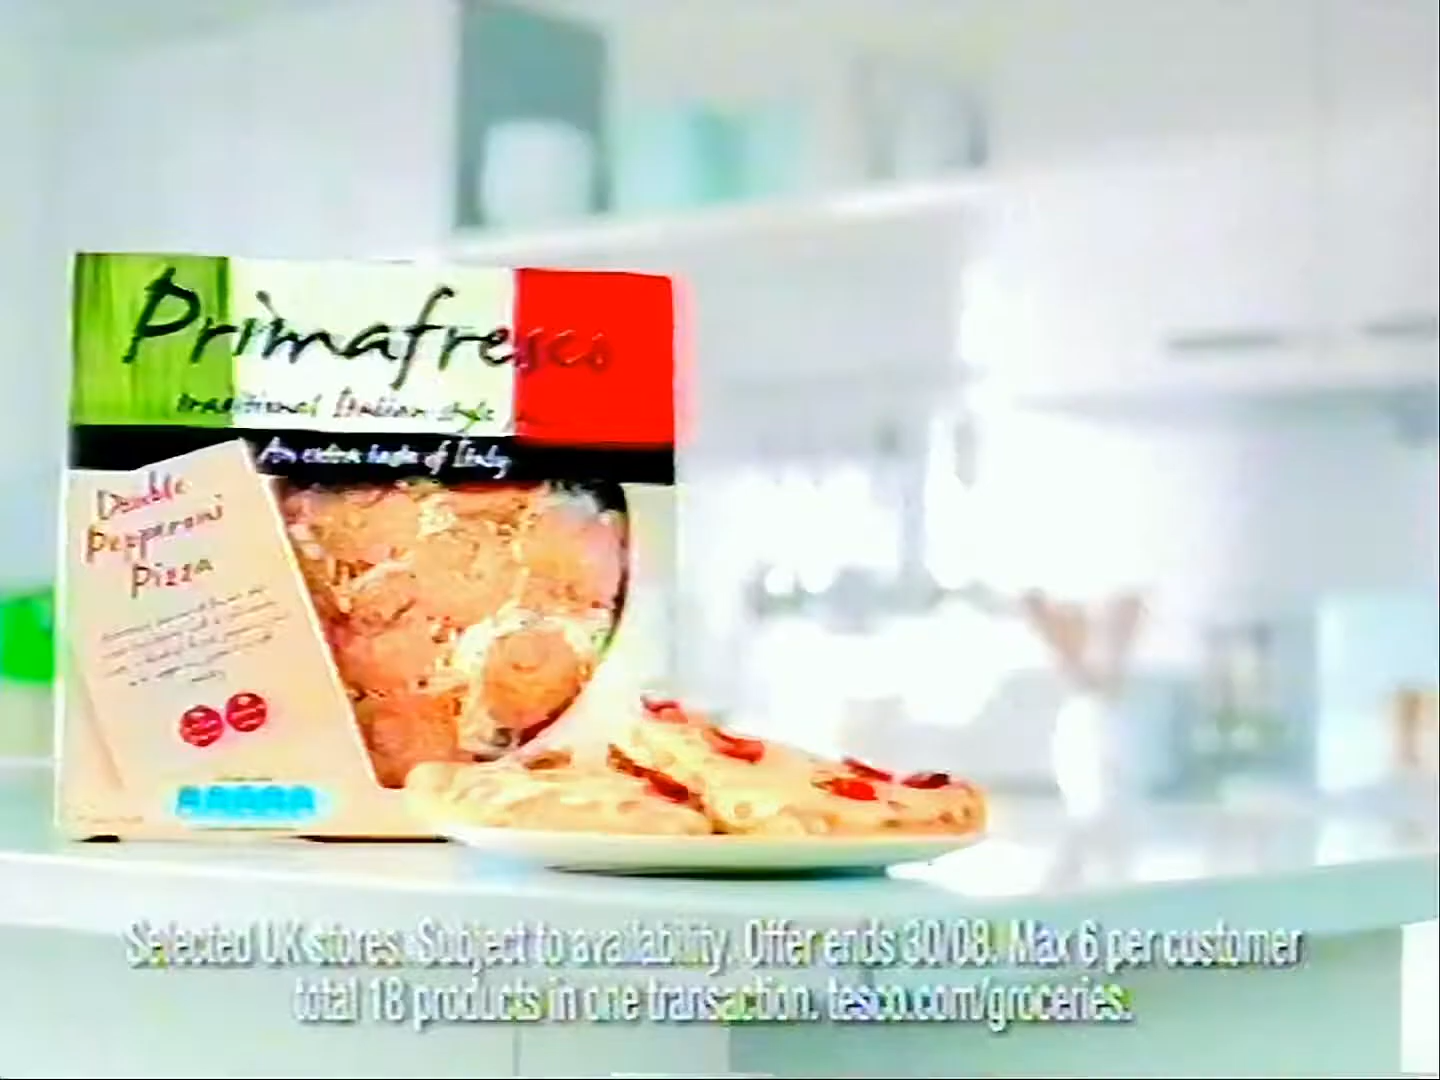 Primafresco
traditional Italian style
An extra taste of Italy
Double
Pepperoni
Pizza
Selected UK stores. Subject to availability. Offer ends 30/08. Max 6 per customer
total 18 products in one transaction. tesco.com/groceries.